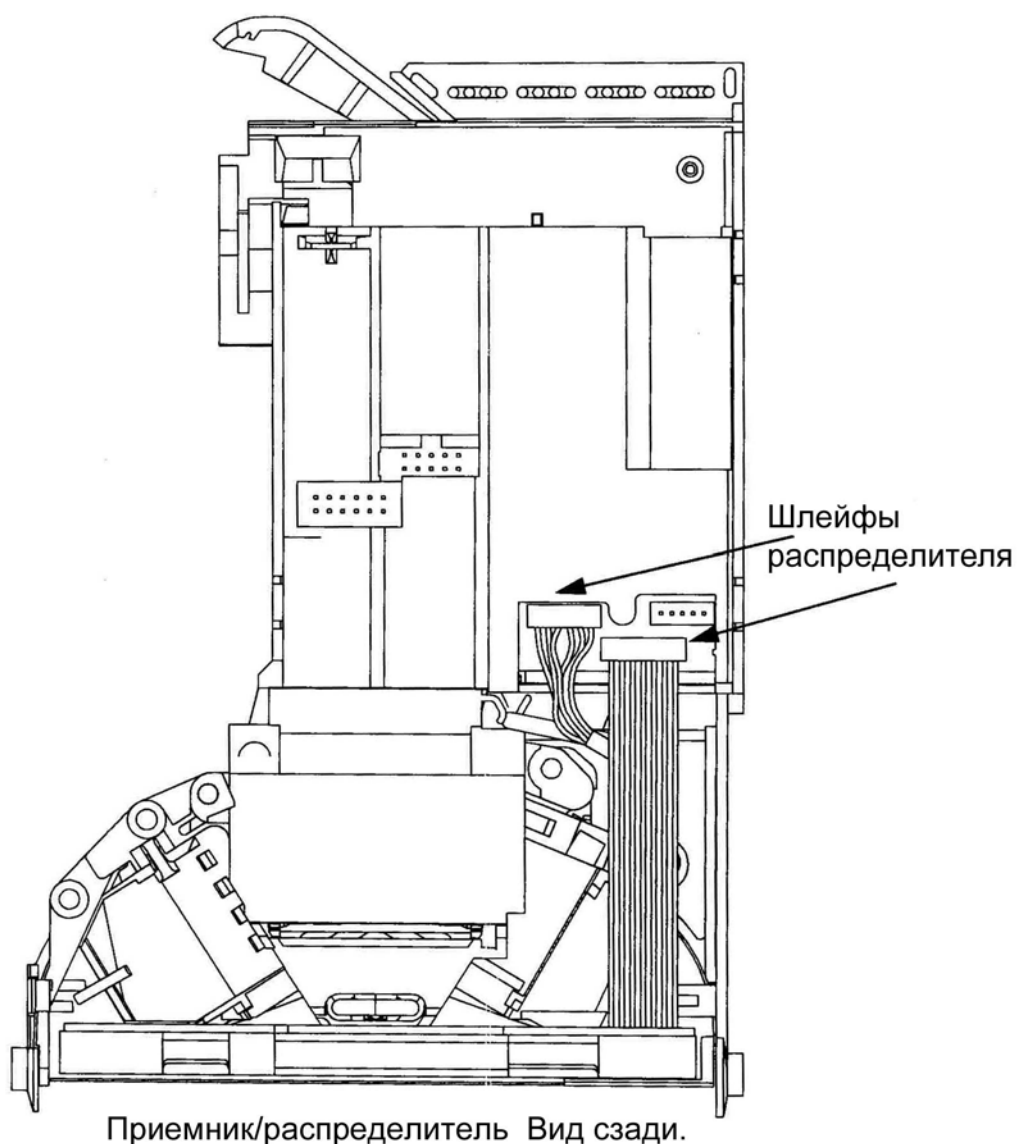 Шлейфы
распределителя
Приемник/распределитель Вид сзади.